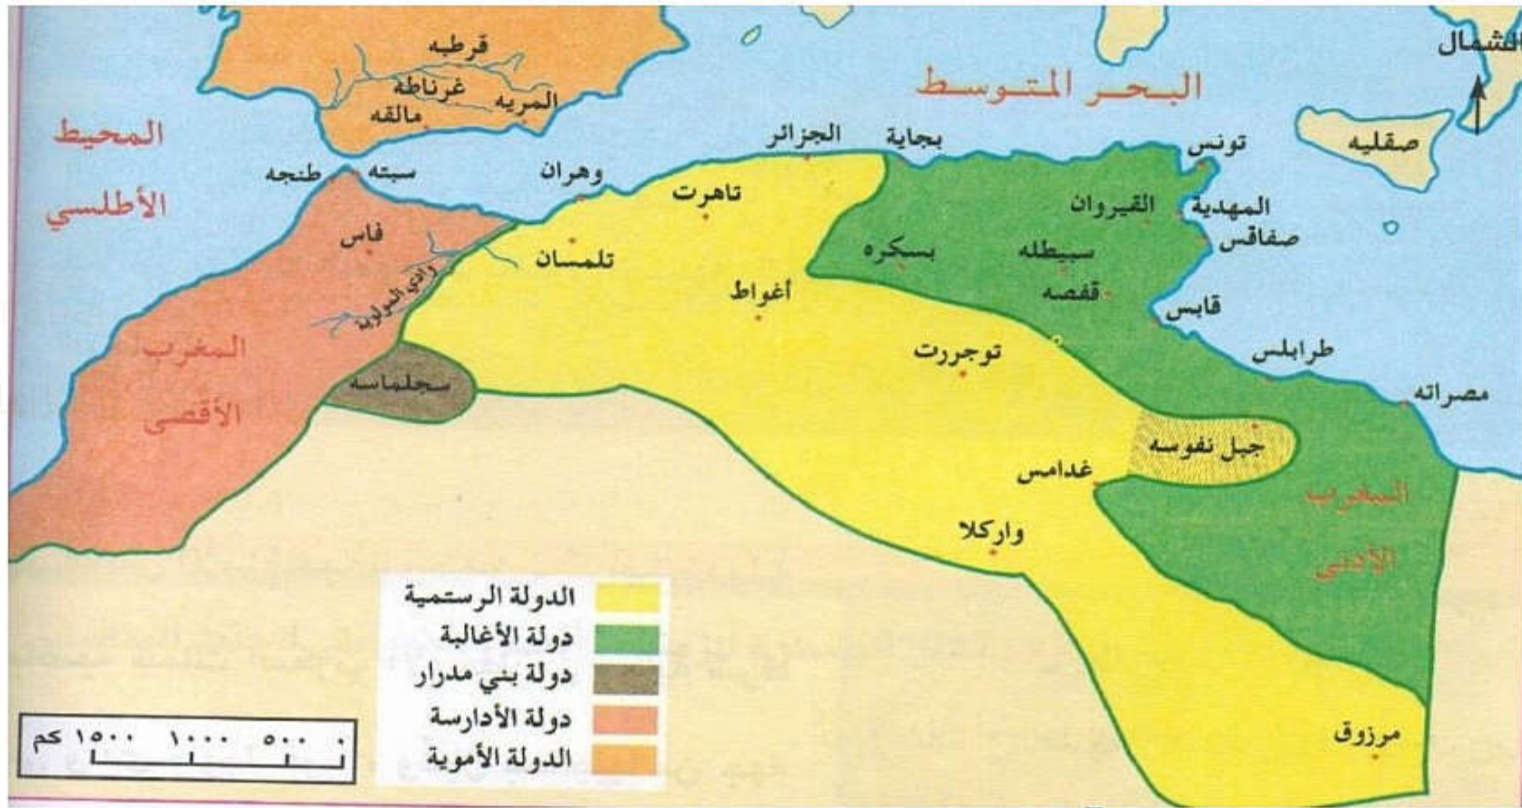 الشمال
البحر المتوسط
المحيط
الأطلسي
قرطبه
غرناطة
المريه
مالقه
صقليه
طنجه
سبته
وهران
الجزائر
بجاية
تونس
تاهرت
القيروان
المهدية
صفاقس
فاس
تلمسان
بسكره
سبيطله
أغواط
قفصه
قابس
وادي المولوية
المغرب
الأقصى
سجلماسه
توجررت
طرابلس
مصراته
جبل نفوسه
غدامس
المغرب
الأدنى
واركلا
مرزوق
الدولة الرستمية
دولة الأغالبة
دولة بني مدرار
دولة الأدارسة
الدولة الأموية
٠ ٥٠٠ ١٠٠٠ ١٥٠٠ كم